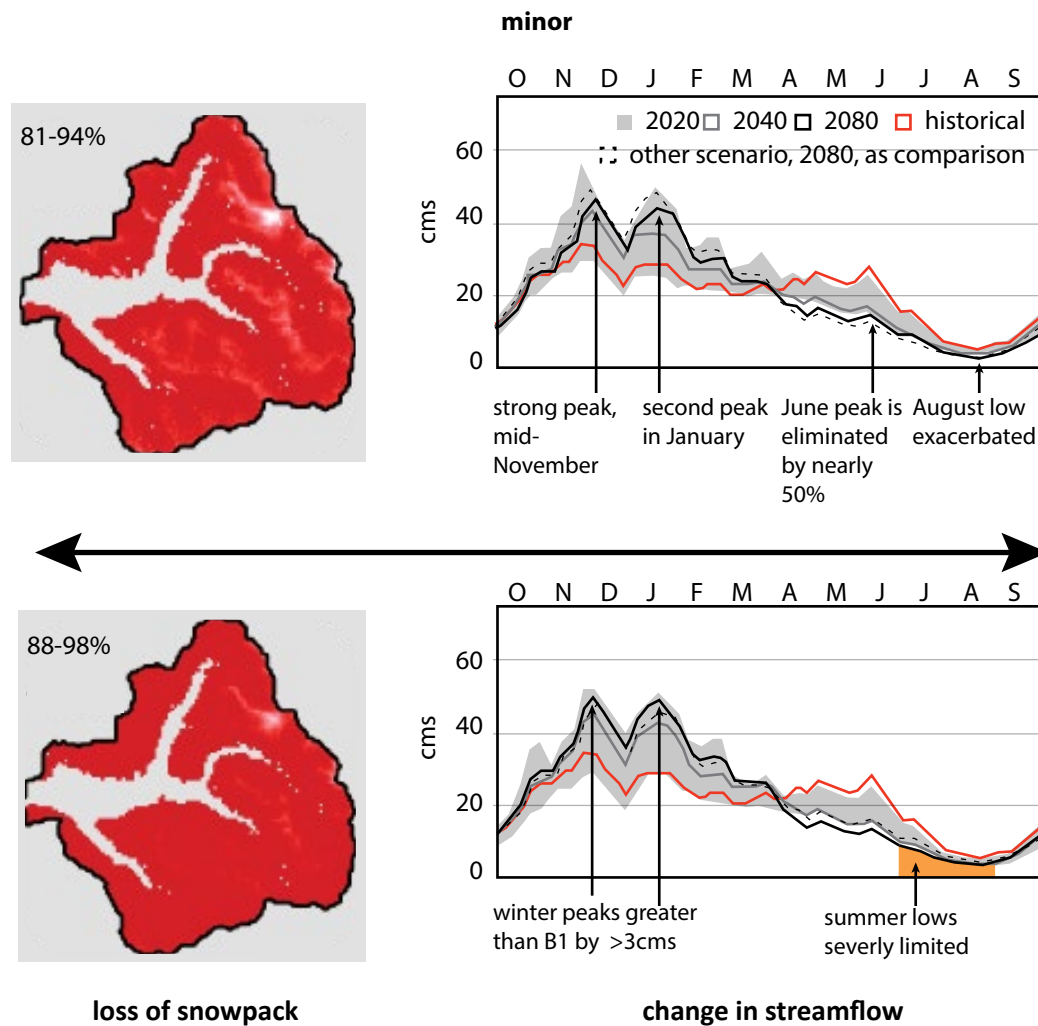 minor
O N D J F M A M J J A S
81-94%
2020 2040 2080 historical
other scenario, 2080, as comparison
60
40
20
0
cms
strong peak,
mid-
November
second peak
in January
June peak is
eliminated
by nearly
50%
August low
exacerbated
O N D J F M A M J J A S
88-98%
60
40
20
0
cms
winter peaks greater
than B1 by >3cms
summer lows
severly limited
loss of snowpack
change in streamflow